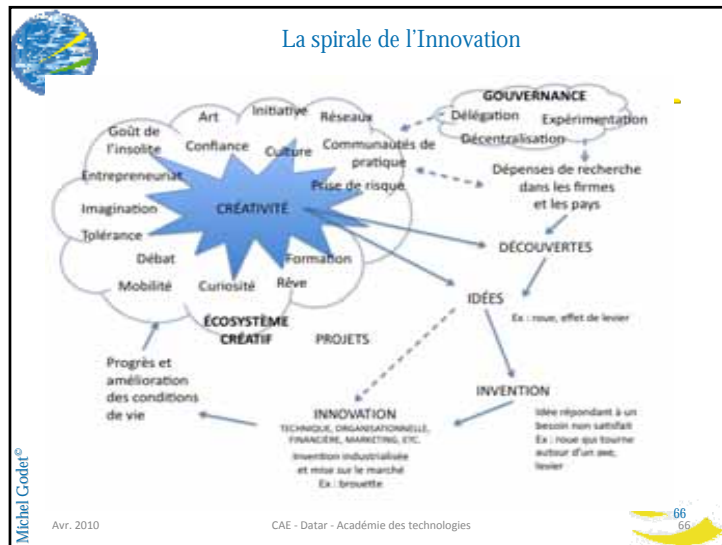 La spirale de l'Innovation
GOUVERNANCE
Délégation
Expérimentation
Décentralisation
Art
Initiative
Réseaux
Goût de
l'insolite
Confiance
Culture
Communautés de
pratique
Entrepreneuriat
Prise de risque
Dépenses de recherche
dans les firmes
et les pays
Imagination
CRÉATIVITÉ
Tolérance
DÉCOUVERTES
Débat
Formation
Mobilité
Curiosité
Rêve
IDÉES
Ex : roue, effet de levier
ÉCOSYSTÈME
CRÉATIF
PROJETS
Progrès et
amélioration
des conditions
de vie
INVENTION
Idée répondant à un
besoin non satisfait
Ex : roue qui tourne
autour d'un axe,
levier
INNOVATION
TECHNIQUE, ORGANISATIONNELLE,
FINANCIÈRE, MARKETING, ETC.
Invention industrialisée
et mise sur le marché
Ex : brouette
Michel Godet©
Avr. 2010
CAE - Datar - Académie des technologies
66
66